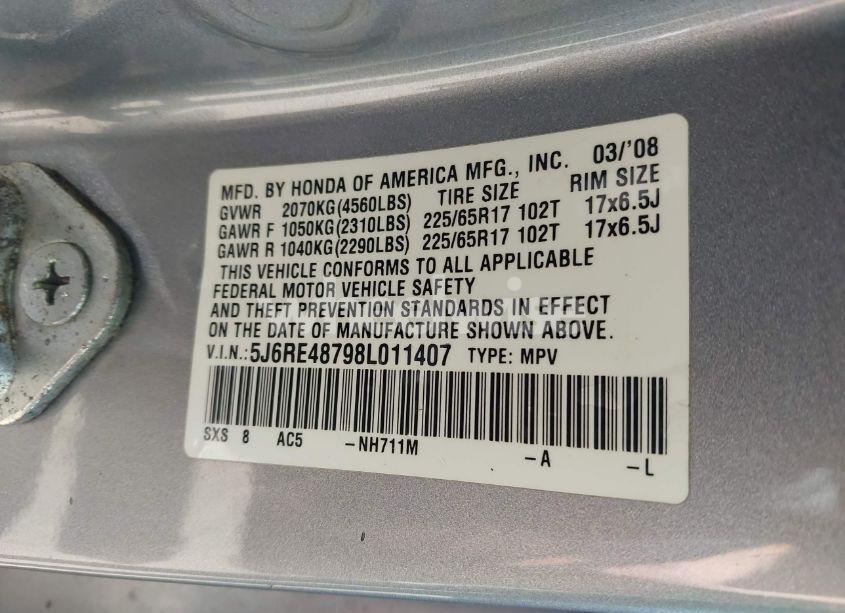 MFD. BY HONDA OF AMERICA MFG., INC. 03/'08
GVWR 2070KG(4560LBS) TIRE SIZE RIM SIZE
GAWR F 1050KG(2310LBS) 225/65R17 102T 17x6.5J
GAWR R 1040KG(2290LBS) 225/65R17 102T 17x6.5J
THIS VEHICLE CONFORMS TO ALL APPLICABLE
FEDERAL MOTOR VEHICLE SAFETY
AND THEFT PREVENTION STANDARDS IN EFFECT
ON THE DATE OF MANUFACTURE SHOWN ABOVE.
V.I.N.: 5J6RE48798L011407 TYPE: MPV
SXS 8 AC5 -NH711M -A -L